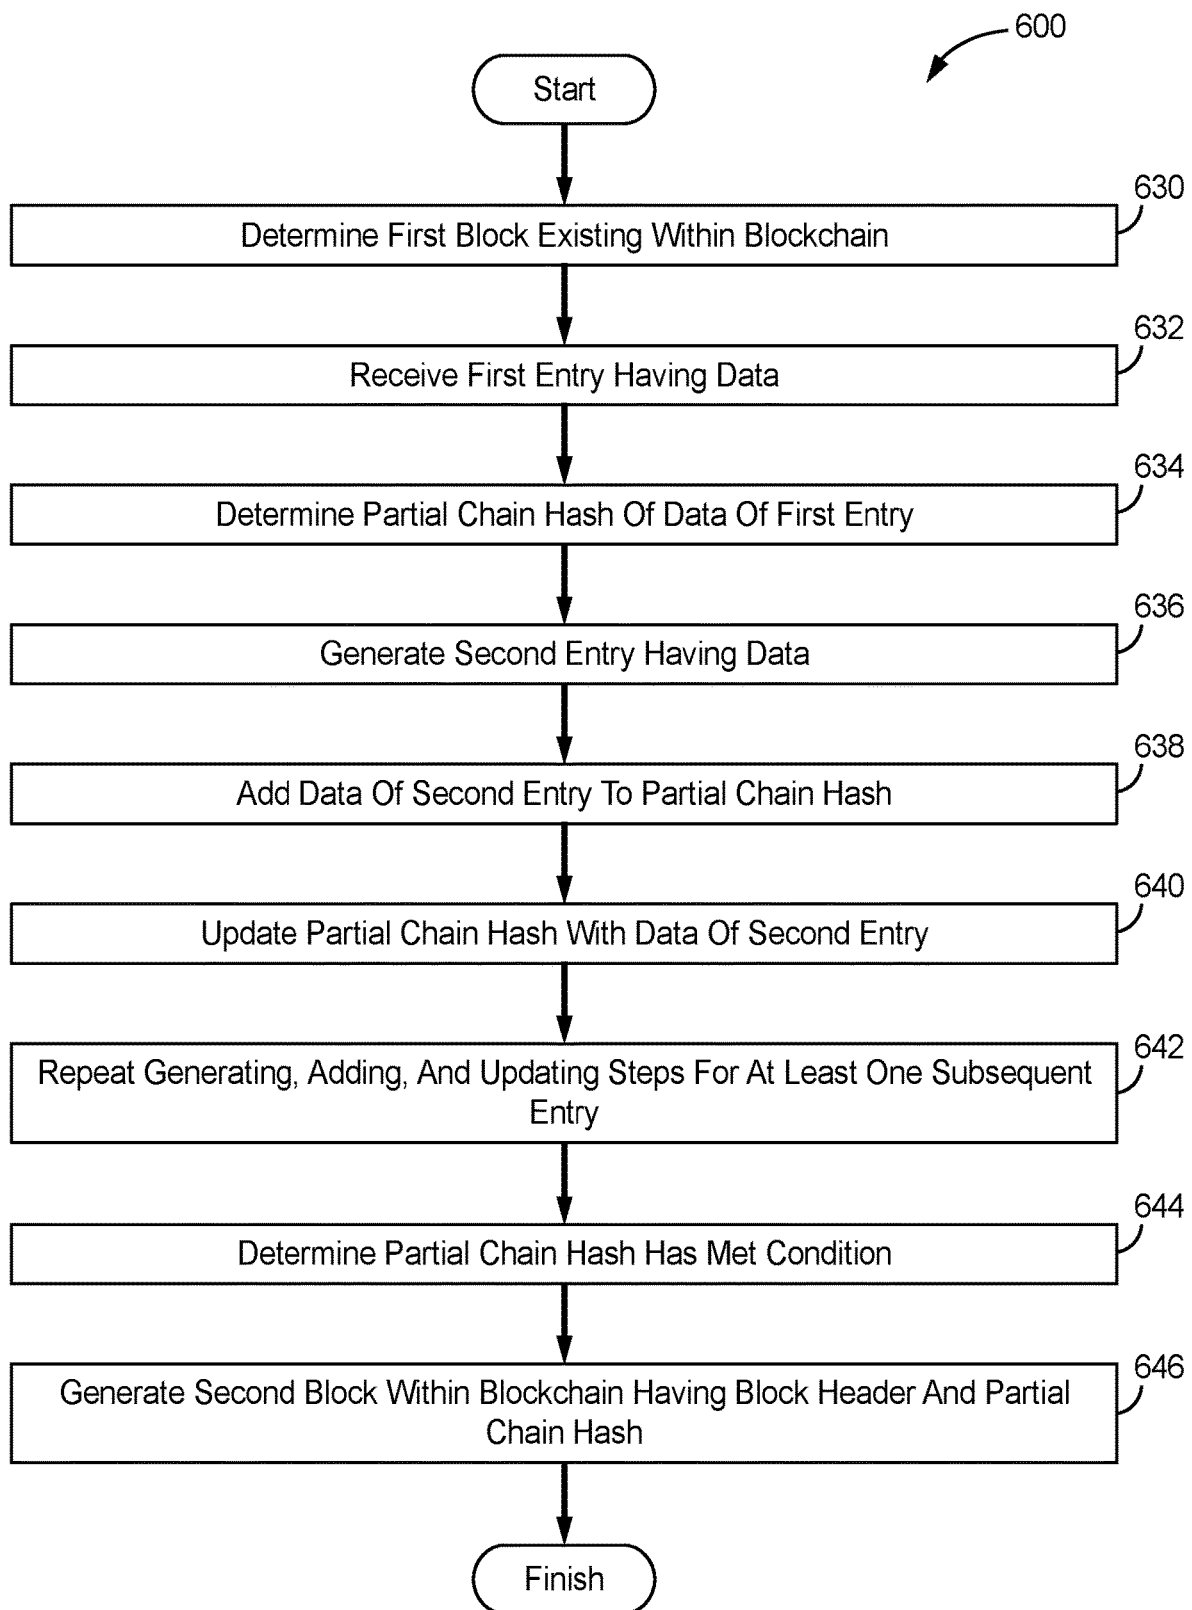 600
Start
630
Determine First Block Existing Within Blockchain
632
Receive First Entry Having Data
634
Determine Partial Chain Hash Of Data Of First Entry
636
Generate Second Entry Having Data
638
Add Data Of Second Entry To Partial Chain Hash
640
Update Partial Chain Hash With Data Of Second Entry
642
Repeat Generating, Adding, And Updating Steps For At Least One Subsequent
Entry
644
Determine Partial Chain Hash Has Met Condition
646
Generate Second Block Within Blockchain Having Block Header And Partial
Chain Hash
Finish